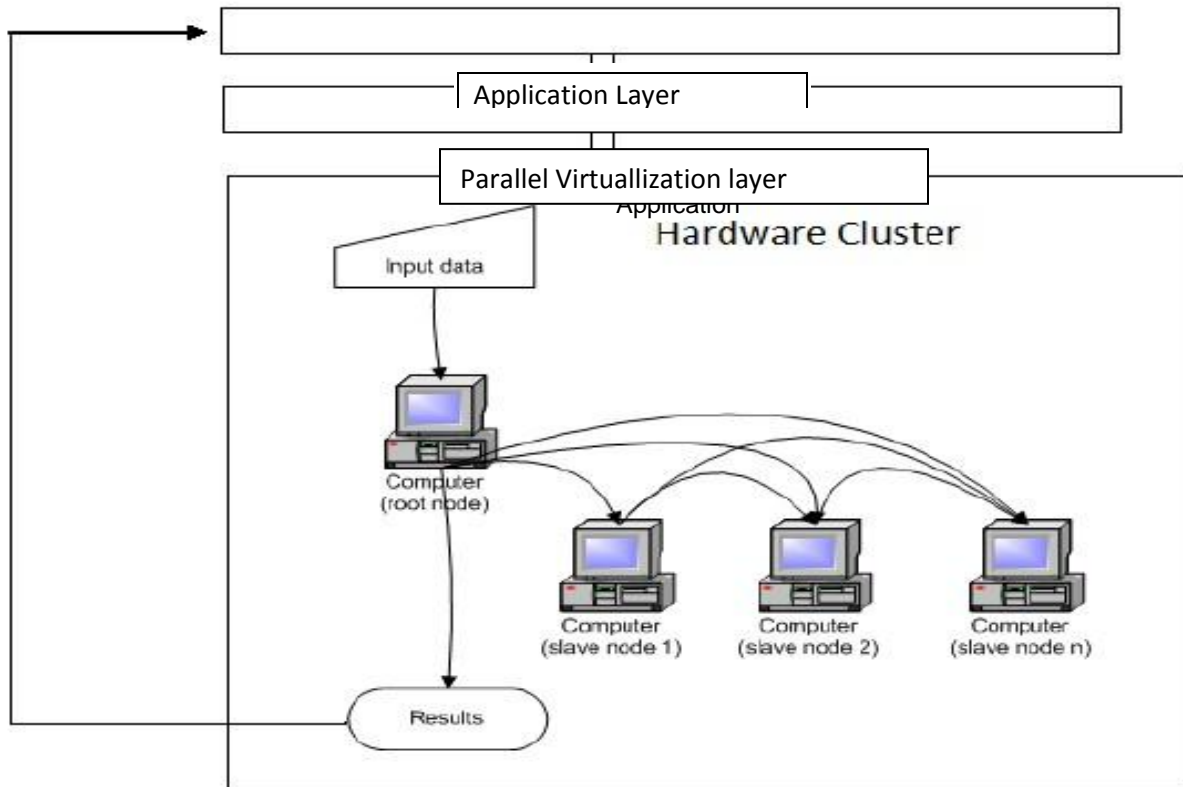 Application Layer
Parallel Virtuallization layer
Application
Hardware Cluster
Input data
Computer
(root node)
Computer
(slave node 1)
Computer
(slave node 2)
Computer
(slave node n)
Results